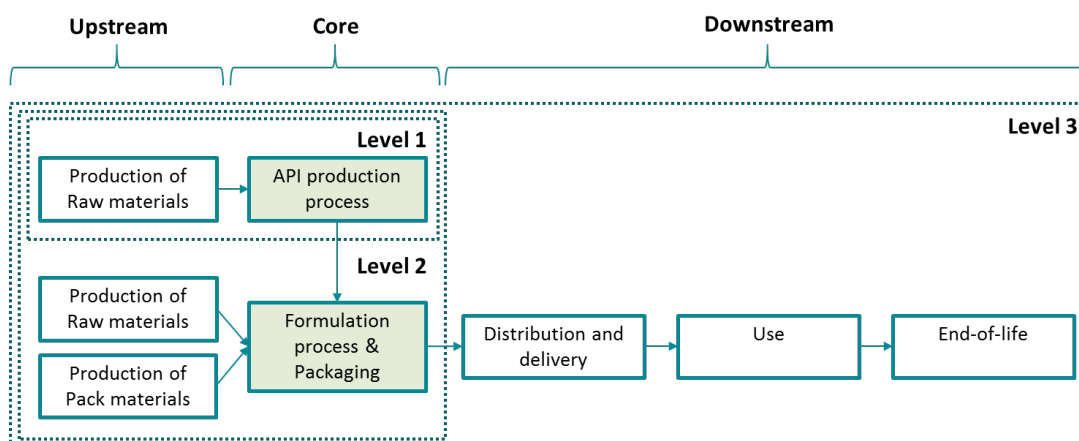 Upstream
Core
Downstream
Level 1
Level 3
Production of
Raw materials
API production
process
Level 2
Production of
Raw materials
Production of
Pack materials
Formulation
process &
Packaging
Distribution and
delivery
Use
End-of-life